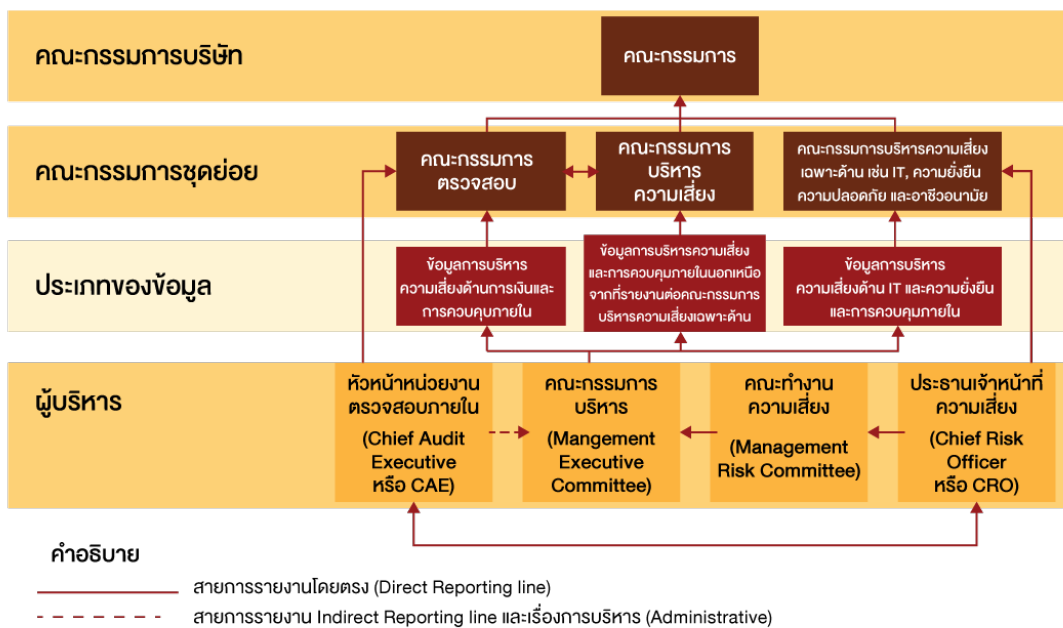 คณะกรรมการบริษัท
คณะกรรมการ
คณะกรรมการชุดย่อย
คณะกรรมการ
ตรวจสอบ
คณะกรรมการ
บริหาร
ความเสี่ยง
คณะกรรมการบริหารความเสี่ยง
เฉพาะด้าน เช่น IT, ความยั่งยืน
ความปลอดภัย และอาชีวอนามัย
ประเภทของข้อมูล
ข้อมูลการบริหาร
ความเสี่ยงด้านการเงินและ
การควบคุบภายใน
ข้อมูลการบริหารความเสี่ยง
และการควบคุมภายในนอกเหนือ
จากที่รายงานต่อคณะกรรมการ
บริหารความเสี่ยงเฉพาะด้าน
ข้อมูลการบริหาร
ความเสี่ยงด้าน IT และความยั่งยืน
และการควบคุมภายใน
ผู้บริหาร
หัวหน้าหน่วยงาน
ตรวจสอบภายใน
(Chief Audit
Executive
หรือ CAE)
คณะกรรมการ
บริหาร
(Mangement
Executive
Committee)
คณะทำงาน
ความเสี่ยง
(Management
Risk Committee)
ประธานเจ้าหน้าที่
ความเสี่ยง
(Chief Risk
Officer
หรือ CRO)
คำอธิบาย
สายการรายงานโดยตรง (Direct Reporting line)
สายการรายงาน Indirect Reporting line และเรื่องการบริหาร (Administrative)